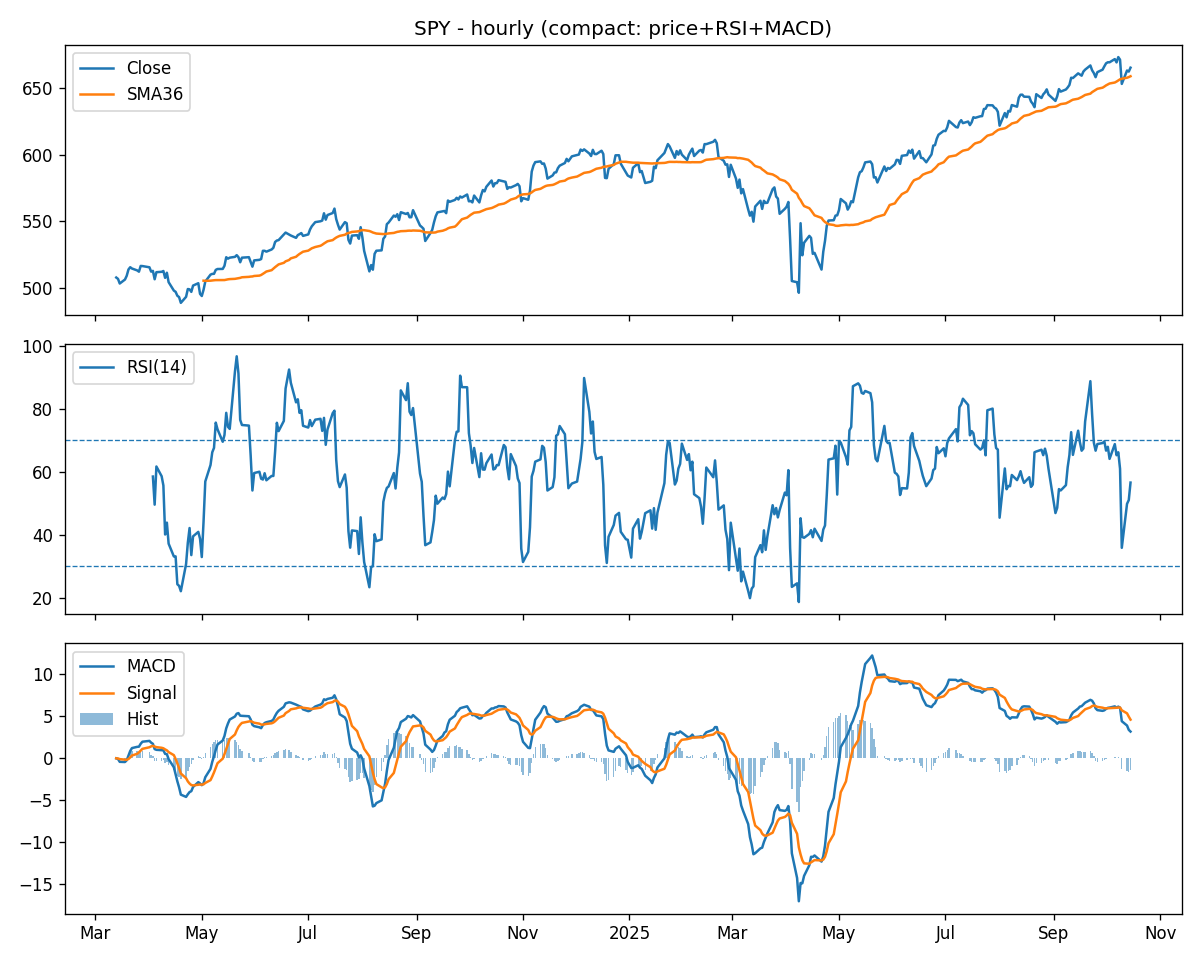 SPY - hourly (compact: price+RSI+MACD)
Close
SMA36
650
600
550
500
RSI(14)
100
80
60
40
20
MACD
Signal
Hist
10
5
0
−5
−10
−15
Mar May Jul Sep Nov 2025 Mar May Jul Sep Nov